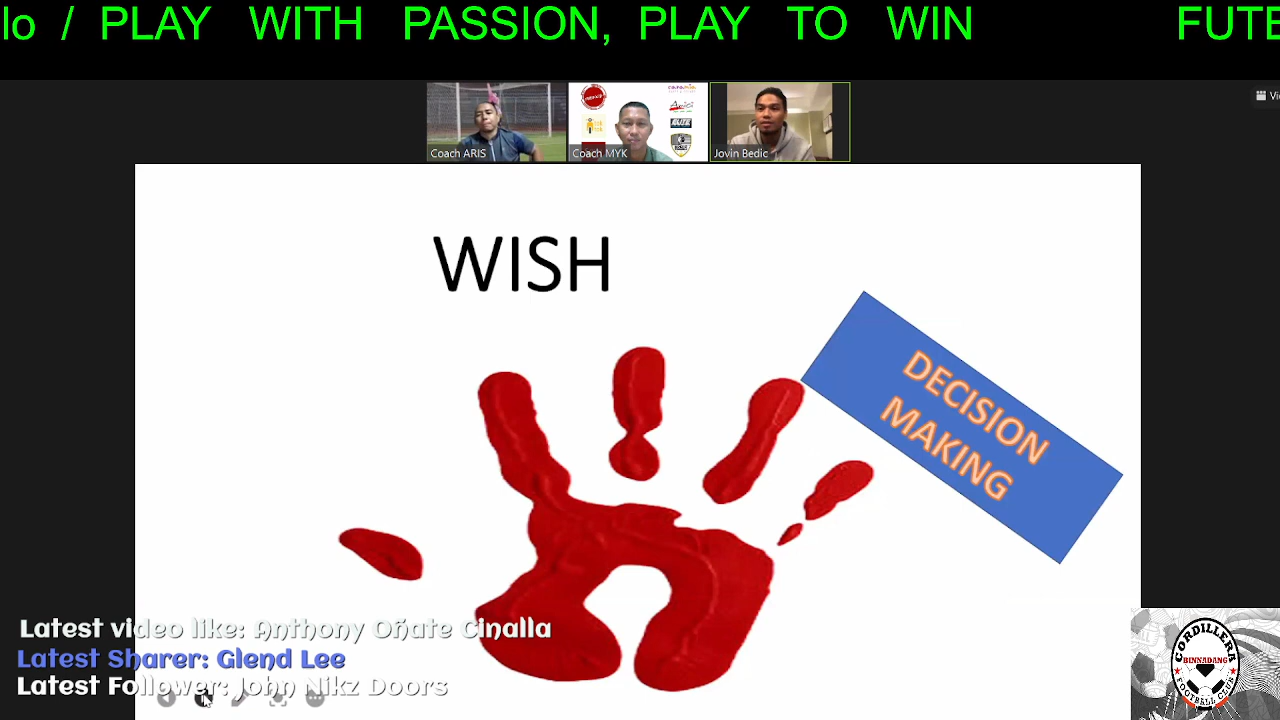 lo / PLAY WITH PASSION, PLAY TO WIN FUTE
Coach ARIS
Coach MYK
Jovin Bedic
Vi
WISH
DECISION
MAKING
Latest video like: Anthony Oñate Cinalla
Latest Sharer: Glend Lee
Latest Follower: John Nikz Doors
CORDILLERA
BINNADANG
FOOTBALL CLUB